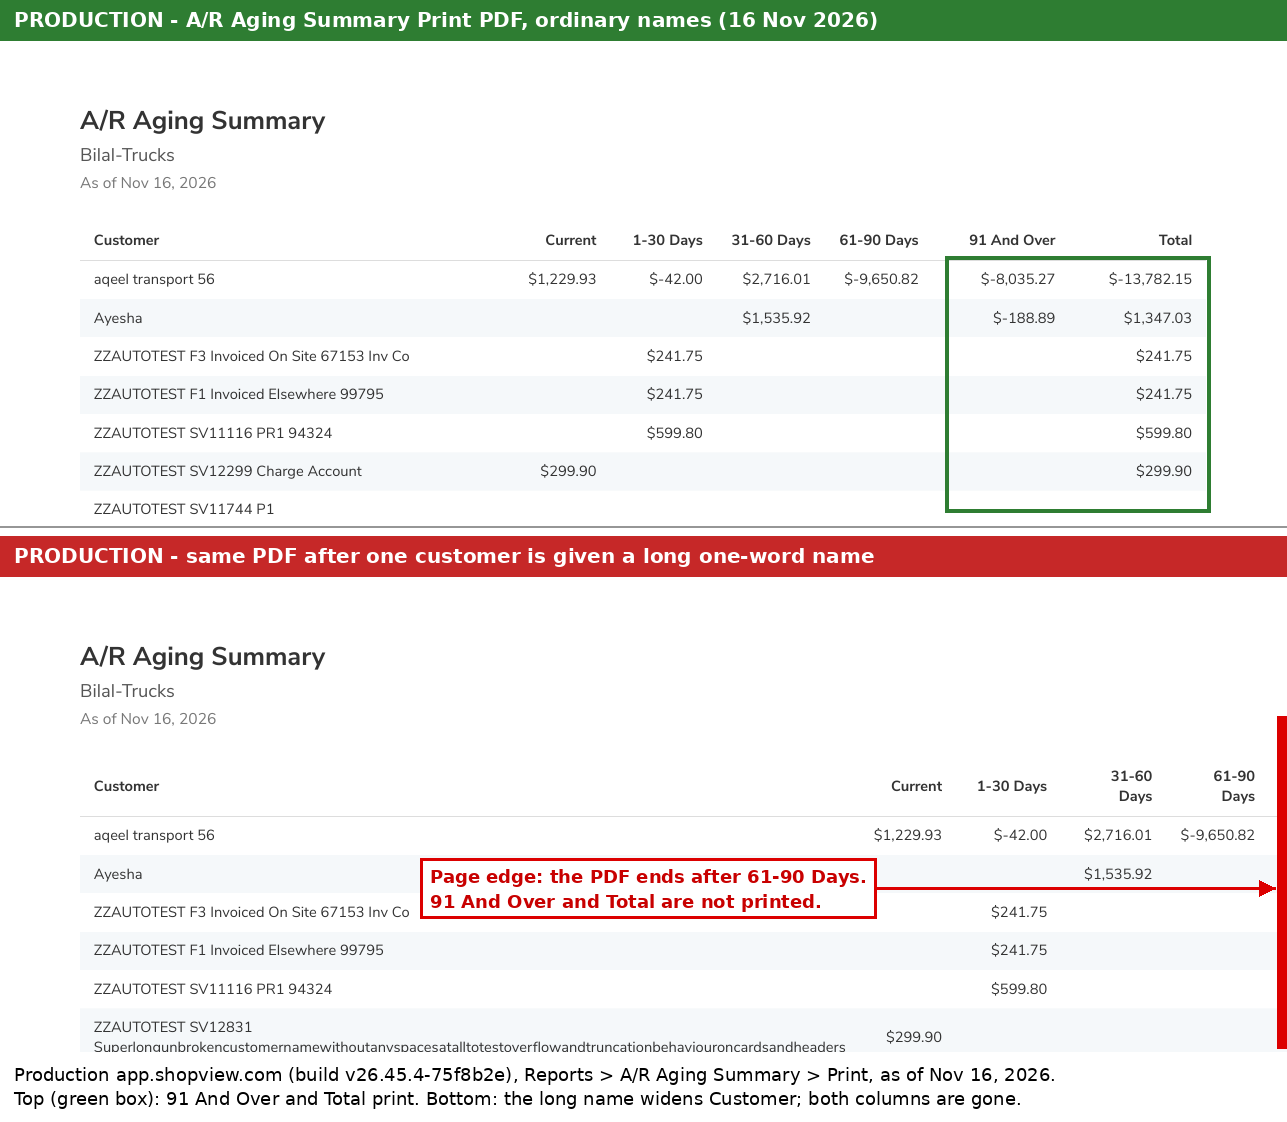 PRODUCTION - A/R Aging Summary Print PDF, ordinary names (16 Nov 2026)
A/R Aging Summary
Bilal-Trucks
As of Nov 16, 2026
Customer Current 1-30 Days 31-60 Days 61-90 Days 91 And Over Total
aqeel transport 56 $1,229.93 $-42.00 $2,716.01 $-9,650.82 $-8,035.27 $-13,782.15
Ayesha $1,535.92 $-188.89 $1,347.03
ZZAUTOTEST F3 Invoiced On Site 67153 Inv Co $241.75 $241.75
ZZAUTOTEST F1 Invoiced Elsewhere 99795 $241.75 $241.75
ZZAUTOTEST SV11116 PR1 94324 $599.80 $599.80
ZZAUTOTEST SV12299 Charge Account $299.90 $299.90
ZZAUTOTEST SV11744 P1
PRODUCTION - same PDF after one customer is given a long one-word name
A/R Aging Summary
Bilal-Trucks
As of Nov 16, 2026
Customer Current 1-30 Days 31-60 Days 61-90 Days
aqeel transport 56 $1,229.93 $-42.00 $2,716.01 $-9,650.82
Ayesha $1,535.92
Page edge: the PDF ends after 61-90 Days.
91 And Over and Total are not printed.
ZZAUTOTEST F3 Invoiced On Site 67153 Inv Co $241.75
ZZAUTOTEST F1 Invoiced Elsewhere 99795 $241.75
ZZAUTOTEST SV11116 PR1 94324 $599.80
ZZAUTOTEST SV12831 $299.90
Superlongunbrokencustomernamewithoutanyspacesatalltotestoverflowandtruncationbehaviouroncardsandheaders
Production app.shopview.com (build v26.45.4-75f8b2e), Reports > A/R Aging Summary > Print, as of Nov 16, 2026.
Top (green box): 91 And Over and Total print. Bottom: the long name widens Customer; both columns are gone.